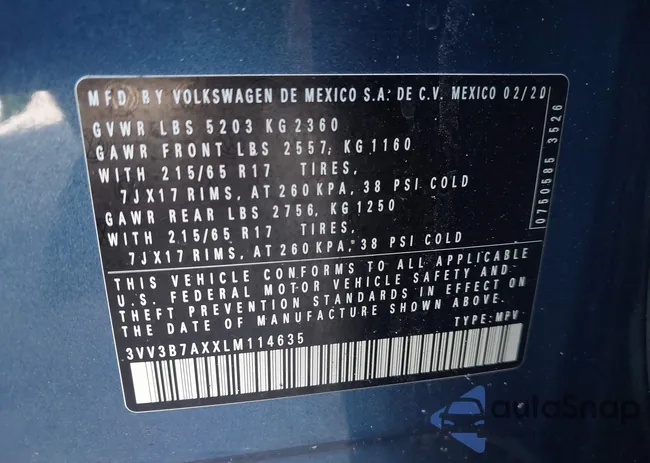 MFD BY VOLKSWAGEN DE MEXICO S.A. DE C.V. MEXICO 02/20
GVWR LBS 5203 KG 2360
GAWR FRONT LBS 2557, KG 1160
WITH 215/65 R17 TIRES,
7JX17 RIMS, AT 260 KPA, 38 PSI COLD
GAWR REAR LBS 2756, KG 1250
WITH 215/65 R17 TIRES,
7JX17 RIMS, AT 260 KPA, 38 PSI COLD
0750585 3526
THIS VEHICLE CONFORMS TO ALL APPLICABLE
U.S. FEDERAL MOTOR VEHICLE SAFETY AND
THEFT PREVENTION STANDARDS IN EFFECT ON
THE DATE OF MANUFACTURE SHOWN ABOVE.
TYPE: MPV
3VV3B7AXXLM114635
autoSnap